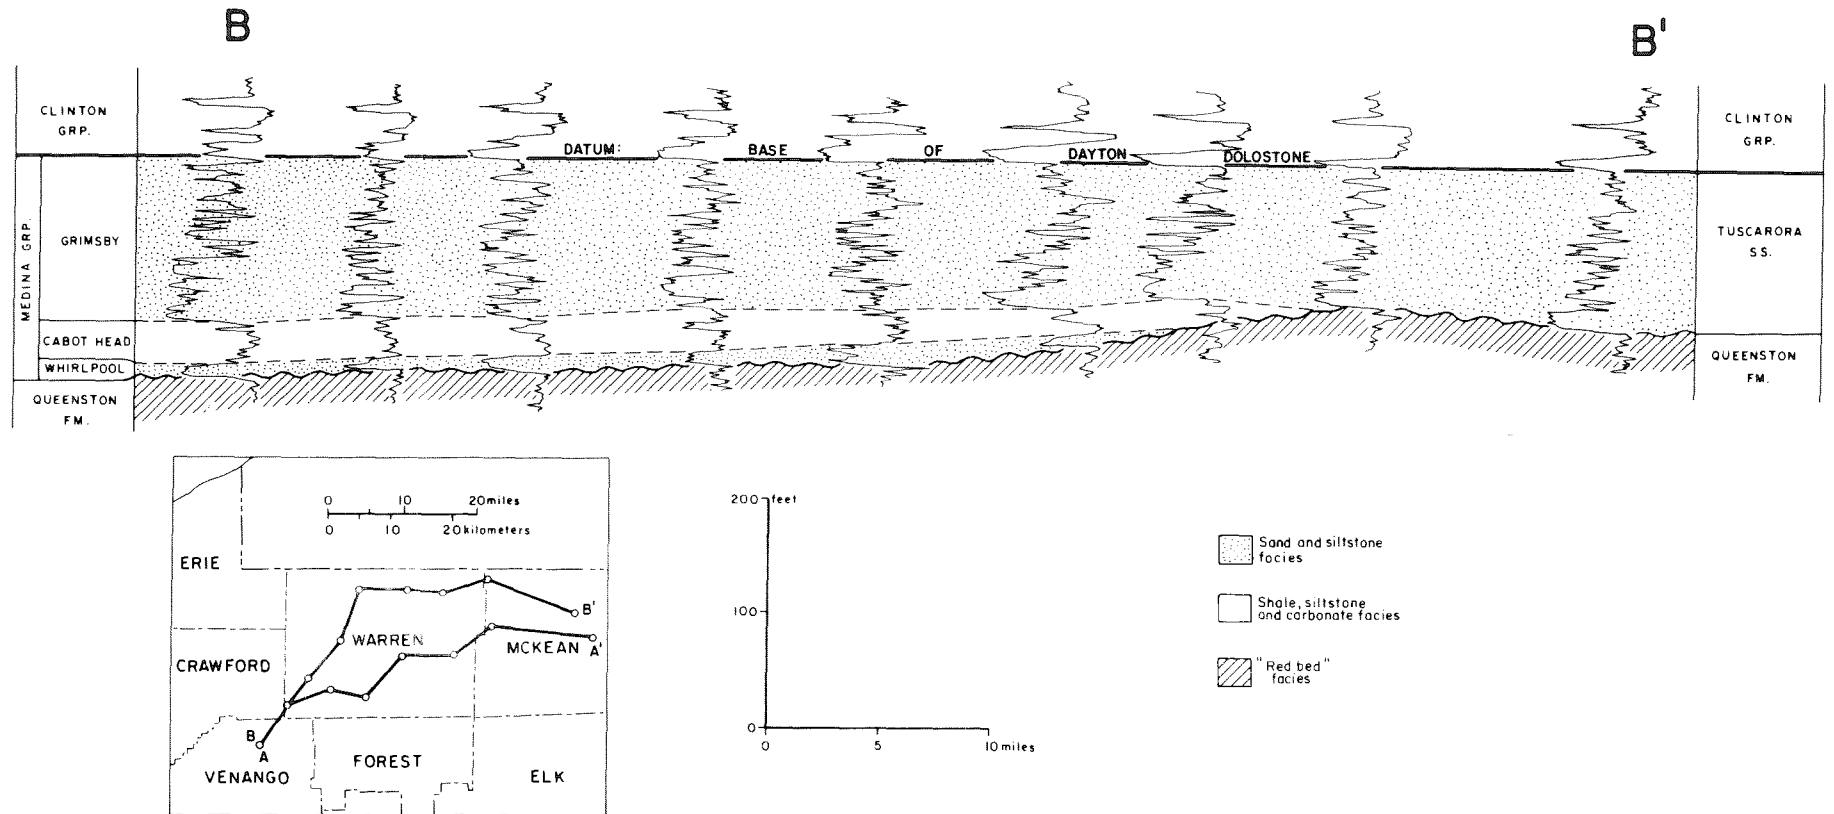 B
B'
CLINTON
GRP.
DATUM: BASE OF DAYTON DOLOSTONE
CLINTON
GRP.
MEDINA GRP.
GRIMSBY
TUSCARORA
SS.
CABOT HEAD
WHIRLPOOL
QUEENSTON
FM.
QUEENSTON
FM.
0 10 20 miles
0 10 20 kilometers
ERIE
WARREN
B'
MCKEAN
A'
CRAWFORD
B
A
VENANGO
FOREST
ELK
200 feet
100
0
0 5 10 miles
Sand and siltstone
facies
Shale, siltstone
and carbonate facies
"Red bed"
facies